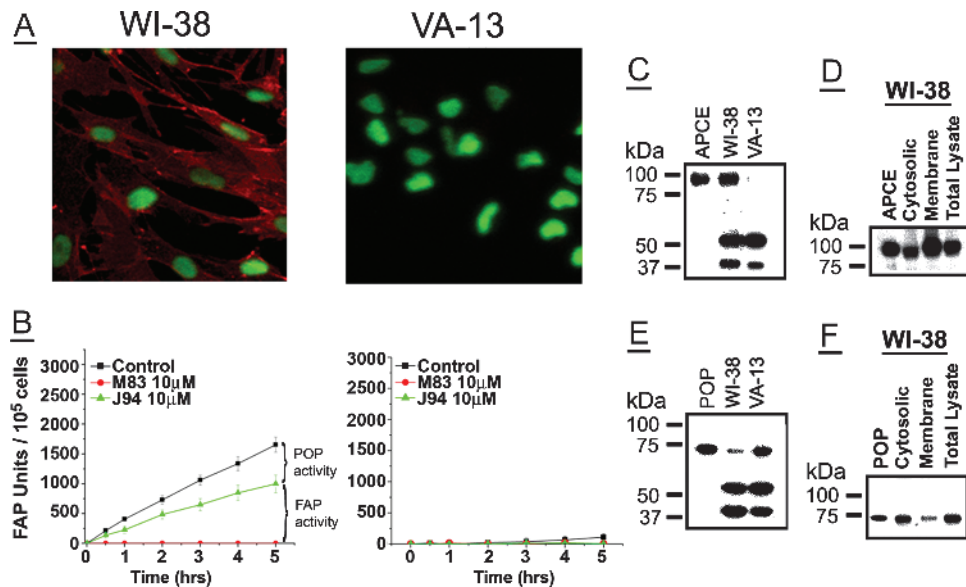 A
WI-38
VA-13
B
FAP Units / 10⁵ cells
3000
2500
2000
1500
1000
500
0
Control
M83 10µM
J94 10µM
POP activity
FAP activity
0 1 2 3 4 5
Time (hrs)
3000
2500
2000
1500
1000
500
0
Control
M83 10µM
J94 10µM
0 1 2 3 4 5
Time (hrs)
C
kDa
APCE
WI-38
VA-13
100
75
50
37
D
WI-38
kDa
APCE
Cytosolic
Membrane
Total Lysate
100
75
E
kDa
POP
WI-38
VA-13
100
75
50
37
F
WI-38
kDa
POP
Cytosolic
Membrane
Total Lysate
100
75